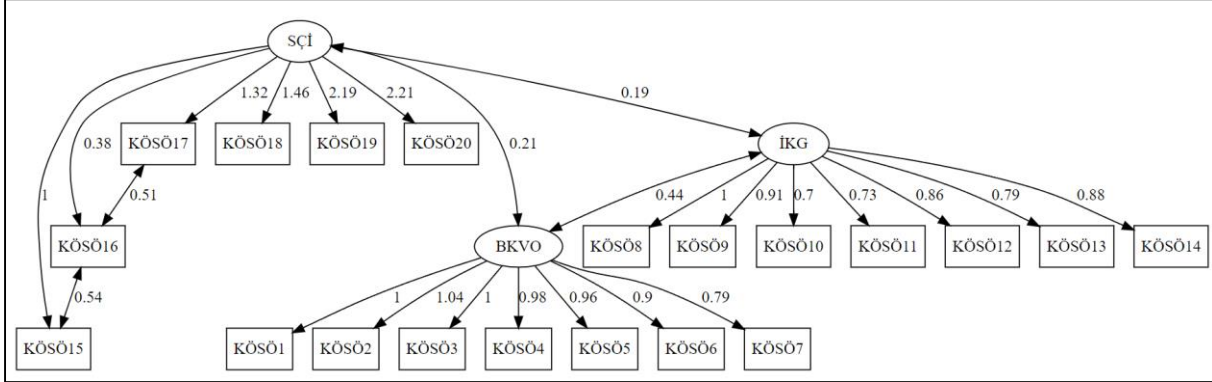 SÇİ
0.19
1.32
1.46
2.19
2.21
0.38
0.21
KÖSÖ17
KÖSÖ18
KÖSÖ19
KÖSÖ20
İKG
1
0.51
0.44
1
0.91
0.7
0.73
0.86
0.79
0.88
KÖSÖ16
BKVO
KÖSÖ8
KÖSÖ9
KÖSÖ10
KÖSÖ11
KÖSÖ12
KÖSÖ13
KÖSÖ14
0.54
1
1.04
1
0.98
0.96
0.9
0.79
KÖSÖ15
KÖSÖ1
KÖSÖ2
KÖSÖ3
KÖSÖ4
KÖSÖ5
KÖSÖ6
KÖSÖ7